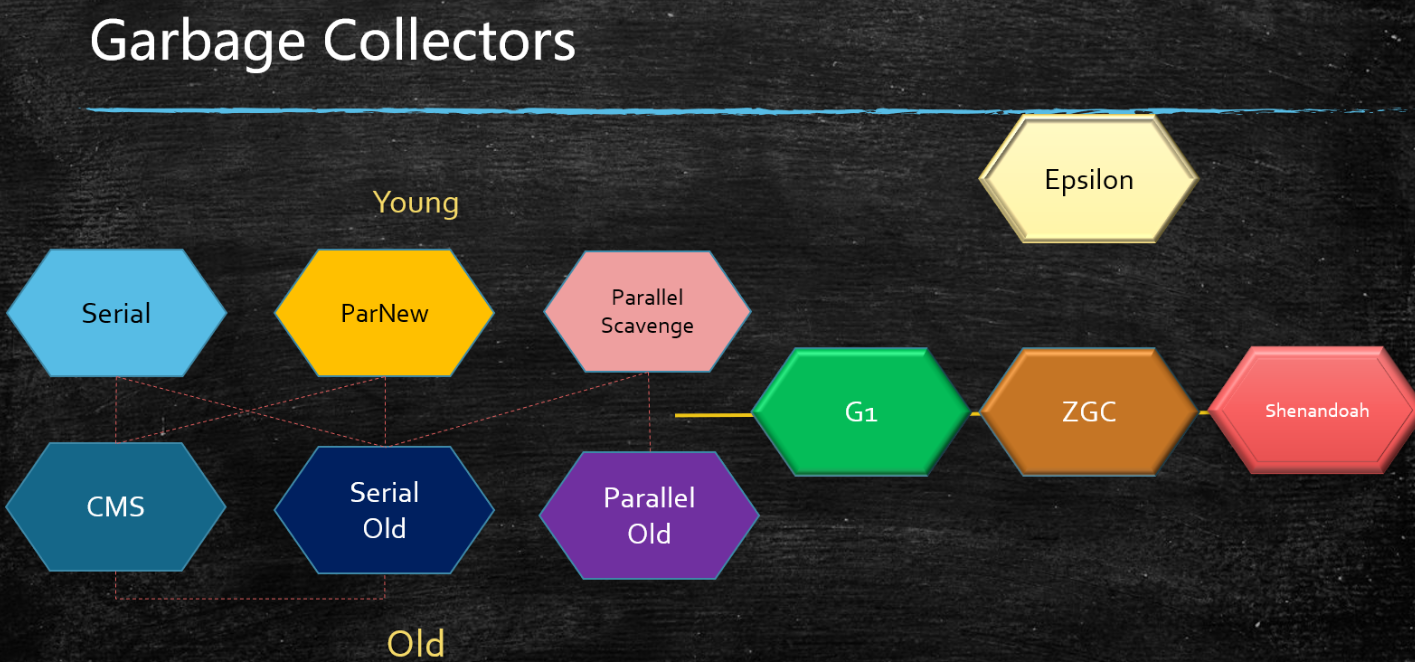 Garbage Collectors
Epsilon
Young
Serial
ParNew
Parallel
Scavenge
G1
ZGC
Shenandoah
CMS
Serial
Old
Parallel
Old
Old